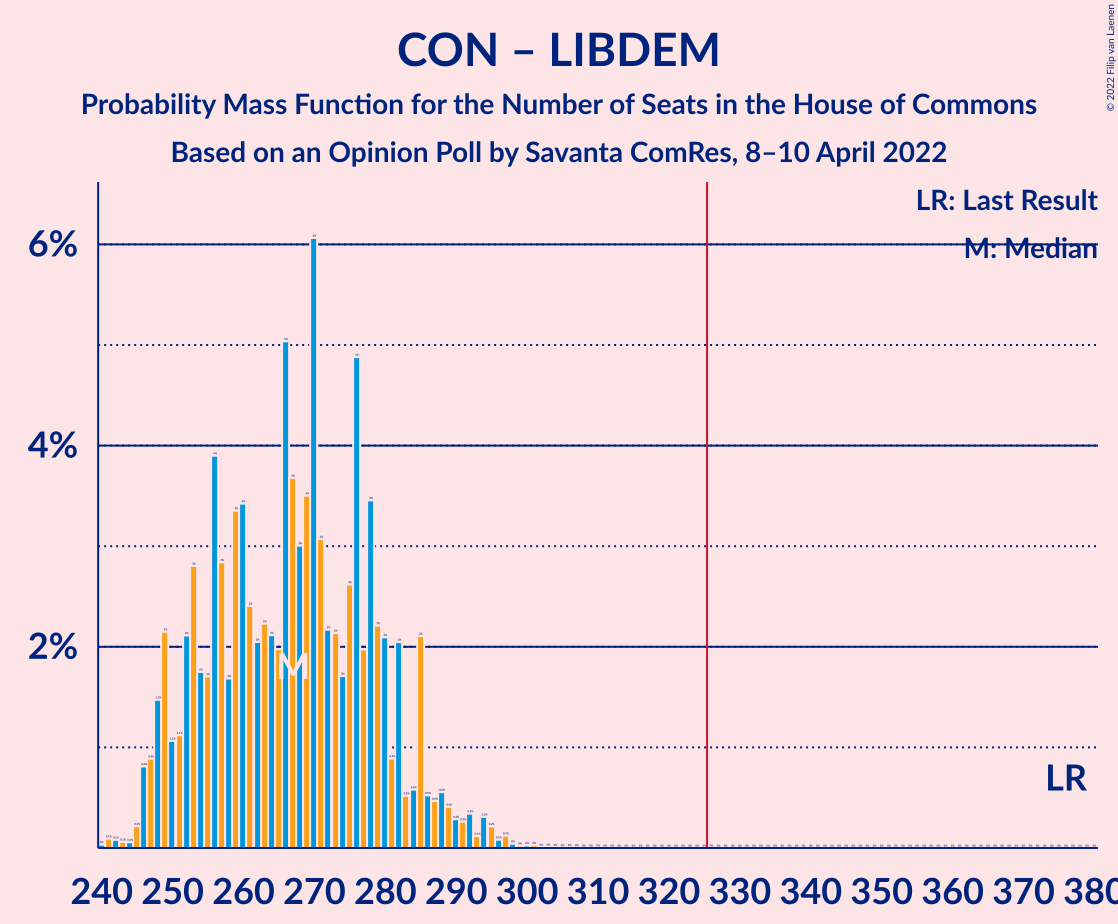 CON – LIBDEM
Probability Mass Function for the Number of Seats in the House of Commons
Based on an Opinion Poll by Savanta ComRes, 8–10 April 2022
© 2022 Filip van Laenen
LR: Last Result
M: Median
6%
4%
2%
M
LR
240 250 260 270 280 290 300 310 320 330 340 350 360 370 380